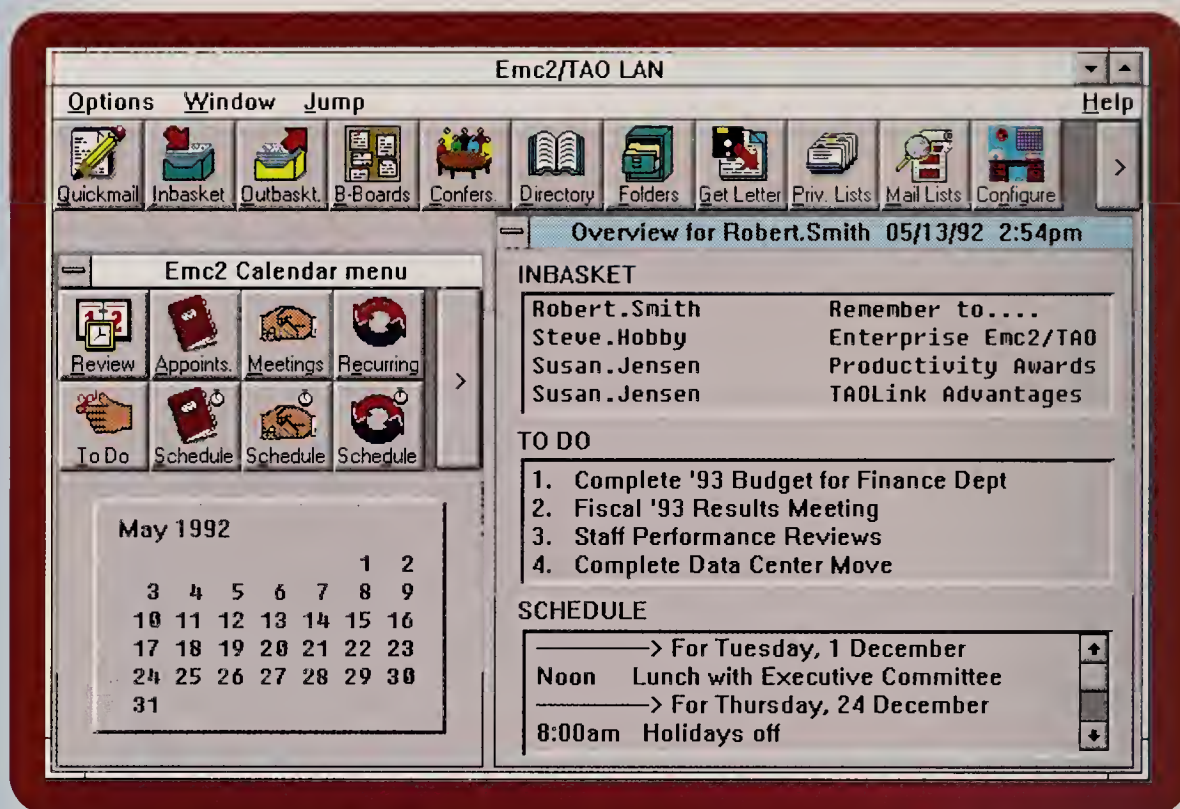 Emc2/TAO LAN
Options Window Jump Help
Quickmail Inbasket Outbaskt. B-Boards Confers. Directory Folders Get Letter Priv. Lists Mail Lists Configure >
Overview for Robert.Smith 05/13/92 2:54pm
Emc2 Calendar menu
Review Appoints. Meetings Recurring >
To Do Schedule Schedule Schedule
May 1992
1 2
3 4 5 6 7 8 9
10 11 12 13 14 15 16
17 18 19 20 21 22 23
24 25 26 27 28 29 30
31
INBASKET
Robert.Smith Remember to....
Steve.Hobby Enterprise Emc2/TAO
Susan.Jensen Productivity Awards
Susan.Jensen TAOLink Advantages
TO DO
1. Complete '93 Budget for Finance Dept
2. Fiscal '93 Results Meeting
3. Staff Performance Reviews
4. Complete Data Center Move
SCHEDULE
————> For Tuesday, 1 December
Noon Lunch with Executive Committee
————> For Thursday, 24 December
8:00am Holidays off